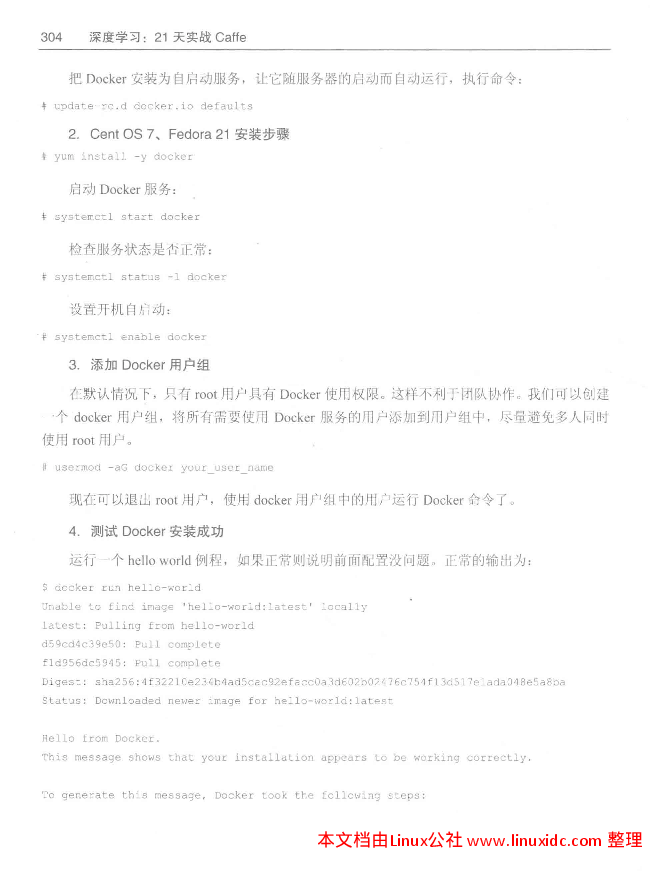 304 深度学习：21 天实战 Caffe
把 Docker 安装为自启动服务，让它随服务器的启动而自动运行，执行命令：
# update-rc.d docker.io defaults
2. Cent OS 7、Fedora 21 安装步骤
# yum install -y docker
启动 Docker 服务：
# systemctl start docker
检查服务状态是否正常：
# systemctl status -l docker
设置开机自启动：
# systemctl enable docker
3. 添加 Docker 用户组
在默认情况下，只有 root 用户具有 Docker 使用权限。这样不利于团队协作。我们可以创建
一个 docker 用户组，将所有需要使用 Docker 服务的用户添加到用户组中，尽量避免多人同时
使用 root 用户。
# usermod -aG docker your_user_name
现在可以退出 root 用户，使用 docker 用户组中的用户运行 Docker 命令了。
4. 测试 Docker 安装成功
运行一个 hello world 例程，如果正常则说明前面配置没问题。正常的输出为：
$ docker run hello-world
Unable to find image 'hello-world:latest' locally
latest: Pulling from hello-world
d59cd4c39e50: Pull complete
f1d956dc5945: Pull complete
Digest: sha256:4f32210e234b4ad5cac92efacc0a3d602b02476c754f13d517e1ada048e5a8ba
Status: Downloaded newer image for hello-world:latest
Hello from Docker.
This message shows that your installation appears to be working correctly.
To generate this message, Docker took the following steps:
本文档由Linux公社 www.linuxidc.com 整理